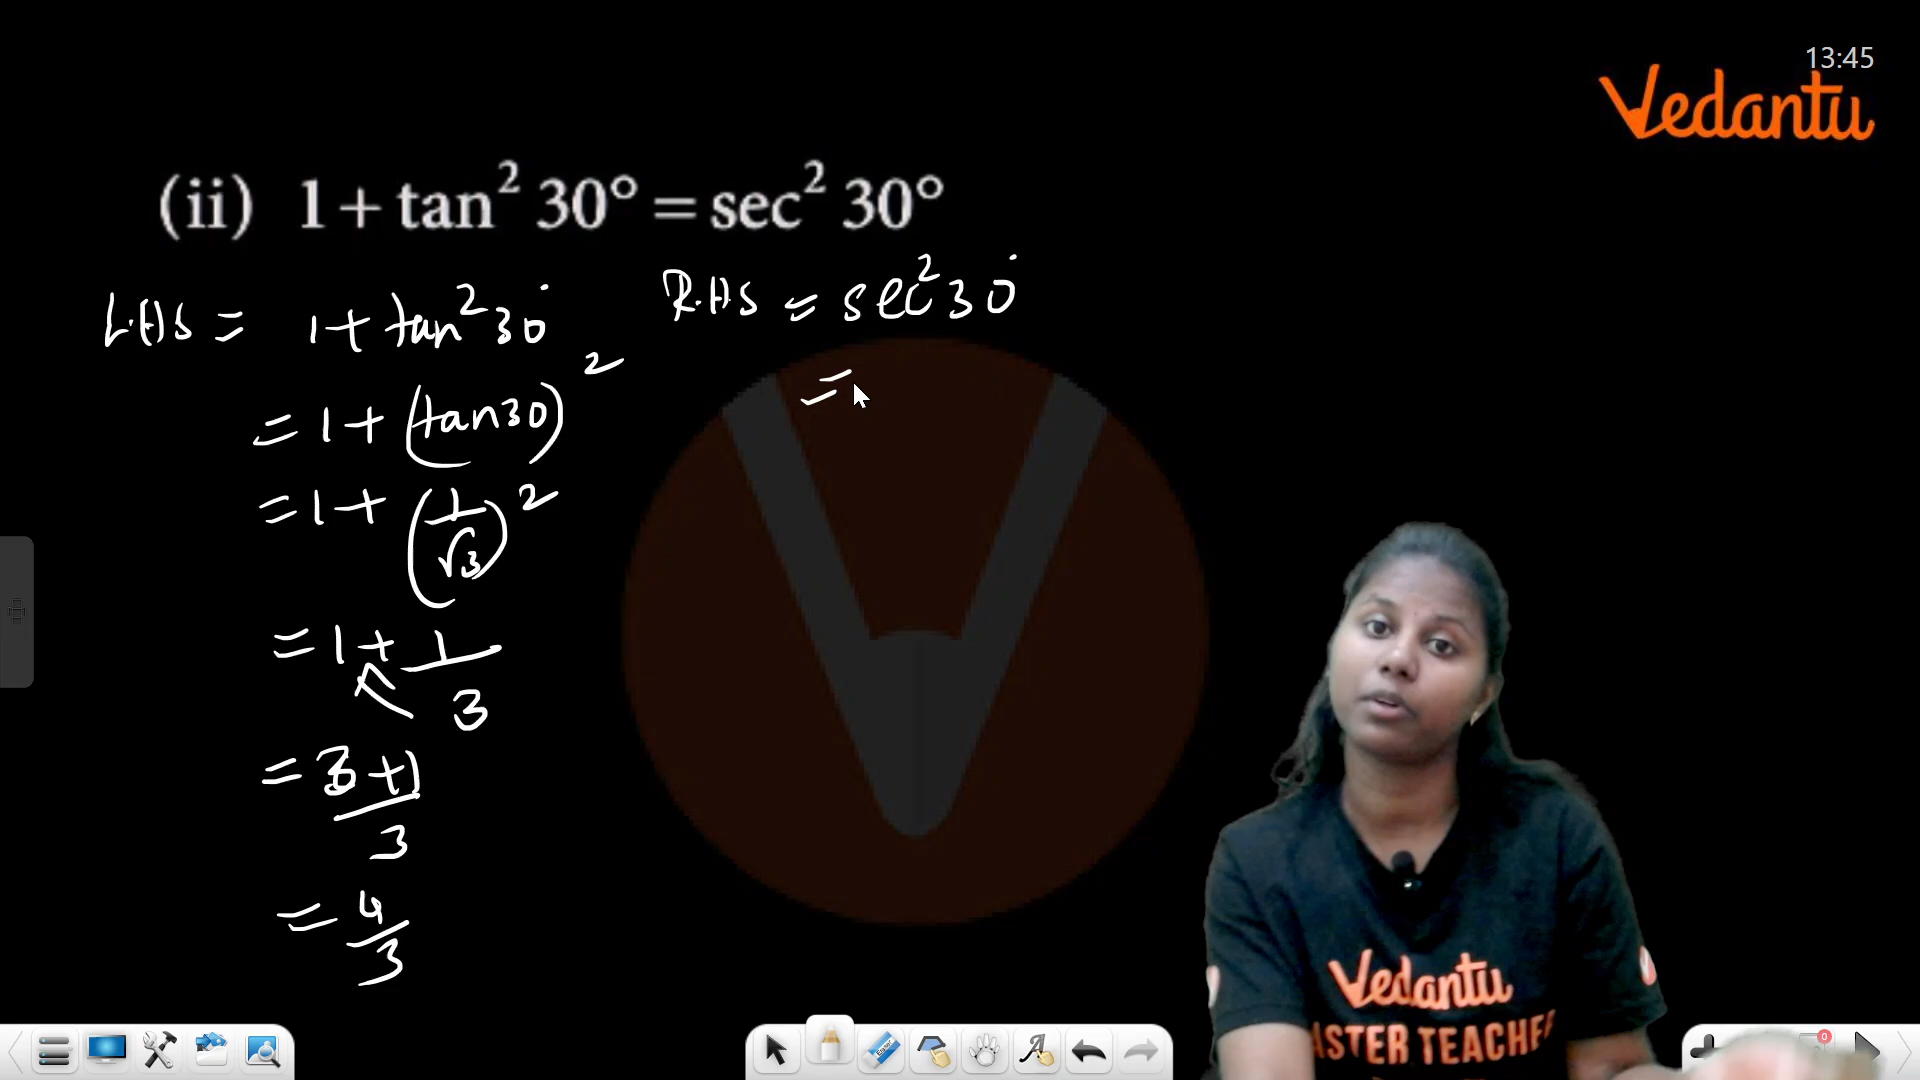 13:45
Vedantu
(ii) 1 + tan² 30° = sec² 30°
L.H.S = 1 + tan² 30°
= 1 + (tan 30)²
= 1 + (1/√3)²
= 1 + 1/3
= 3+1/3
= 4/3
R.H.S = sec² 30°
=
Vedantu
ASTER TEACHE